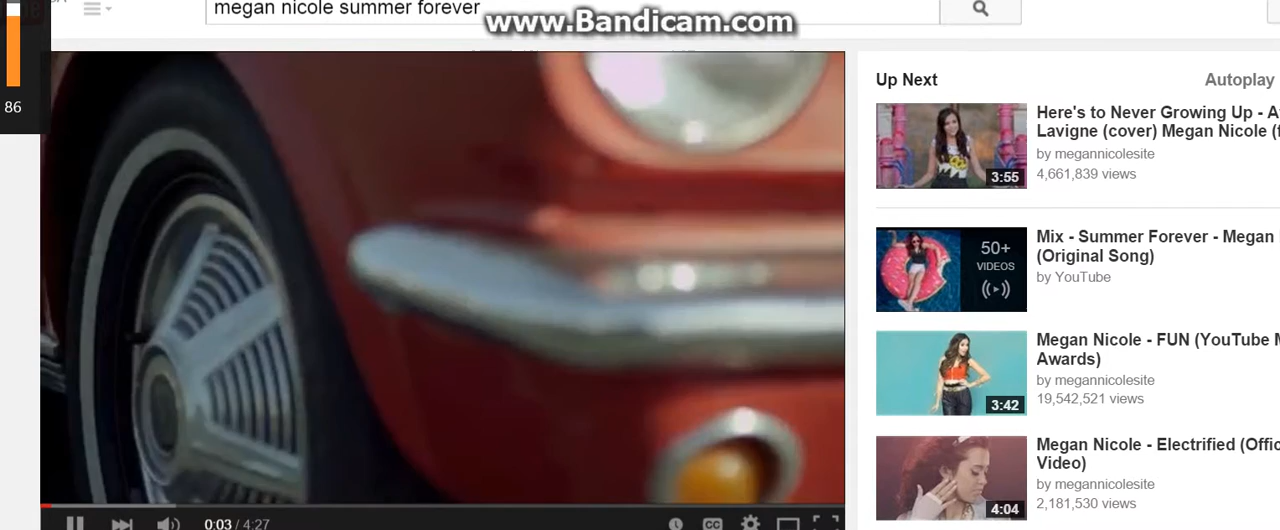 megan nicole summer forever
www.Bandicam.com
86
Up Next
Autoplay
Here's to Never Growing Up - A
Lavigne (cover) Megan Nicole (f
by megannicolesite
4,661,839 views
3:55
Mix - Summer Forever - Megan
(Original Song)
by YouTube
50+
VIDEOS
Megan Nicole - FUN (YouTube M
Awards)
by megannicolesite
19,542,521 views
3:42
Megan Nicole - Electrified (Offic
Video)
by megannicolesite
2,181,530 views
4:04
0:03 / 4:27
CC